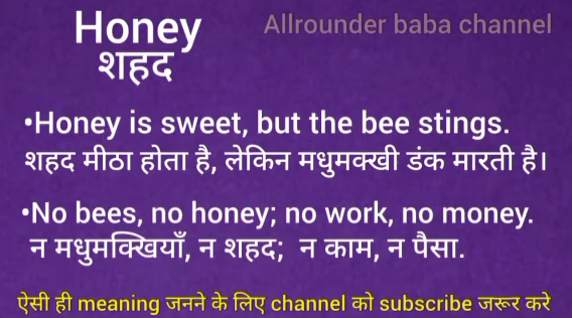 Honey
Allrounder baba channel
शहद
•Honey is sweet, but the bee stings.
शहद मीठा होता है, लेकिन मधुमक्खी डंक मारती है।
•No bees, no honey; no work, no money.
न मधुमक्खियाँ, न शहद; न काम, न पैसा.
ऐसी ही meaning जनने के लिए channel को subscribe जरूर करे